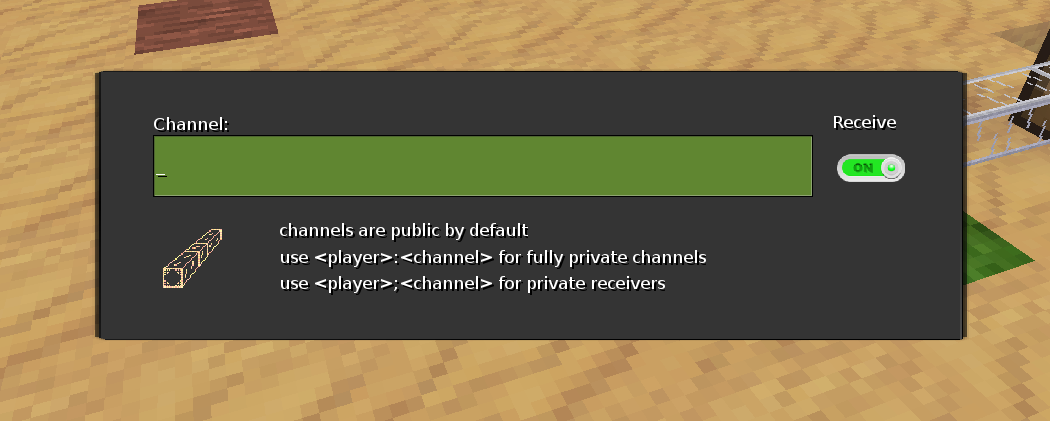 Channel:
Receive
ON
channels are public by default
use <player>:<channel> for fully private channels
use <player>;<channel> for private receivers